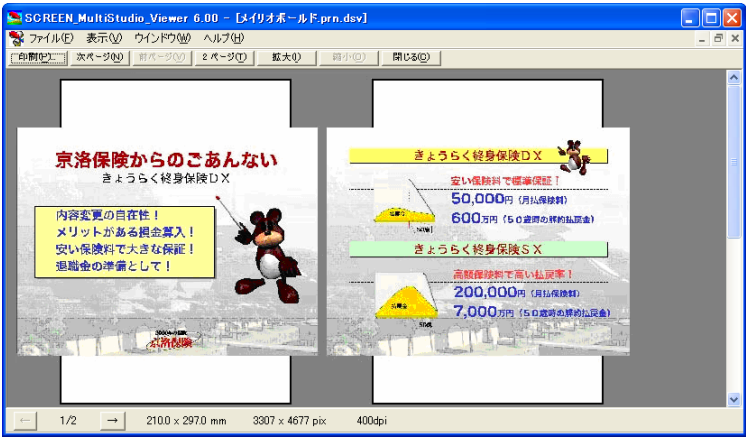 SCREEN_MultiStudio_Viewer 6.00 - [メイリオボールド.prn.dsv]
ファイル(F) 表示(V) ウインドウ(W) ヘルプ(H)
印刷(P)... 次ページ(N) 前ページ(V) 2ページ(T) 拡大(I) 縮小(O) 閉じる(C)
京洛保険からのごあんない
きょうらく終身保険DX
内容変更の自在性!
メリットがある損金算入!
安い保険料で大きな保証!
退職金の準備として!
京洛保険
きょうらく終身保険DX
安い保険料で標準保証!
50,000円 (月払保険料)
600万円 (50歳時の解約払戻金)
50歳
きょうらく終身保険SX
高額保険料で高い払戻率!
200,000円 (月払保険料)
7,000万円 (50歳時の解約払戻金)
50歳
1/2
210.0 x 297.0 mm
3307 x 4677 pix
400dpi